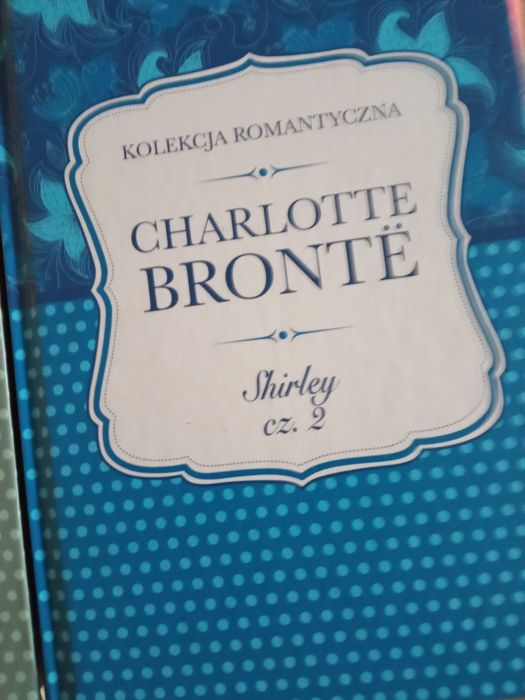 KOLEKCJA ROMANTYCZNA
CHARLOTTE
BRONTË
Shirley
cz. 2